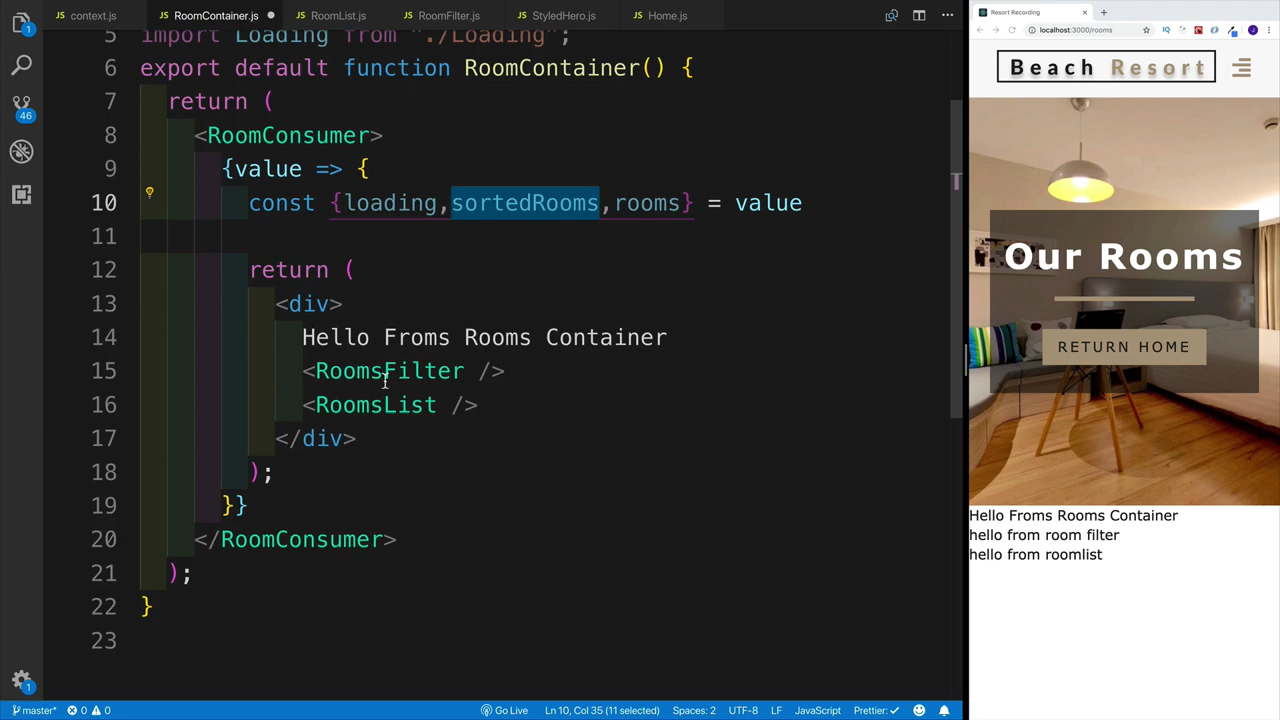 context.js
RoomContainer.js
RoomList.js
RoomFilter.js
StyledHero.js
Home.js
5 import Loading from "./Loading";
6 export default function RoomContainer() {
7 return (
8 <RoomConsumer>
9 {value => {
10 const {loading,sortedRooms,rooms} = value
11
12 return (
13 <div>
14 Hello Froms Rooms Container
15 <RoomsFilter />
16 <RoomsList />
17 </div>
18 );
19 }}
20 </RoomConsumer>
21 );
22 }
23
1
46
1
master*
0
0
Go Live
Ln 10, Col 35 (11 selected)
Spaces: 2
UTF-8
LF
JavaScript
Prettier: ✓
Resort Recording
localhost:3000/rooms
Beach Resort
Our Rooms
RETURN HOME
Hello Froms Rooms Container
hello from room filter
hello from roomlist